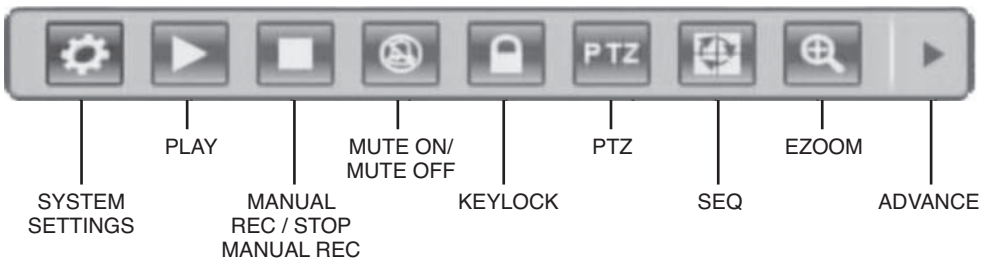 PTZ
PLAY
MUTE ON/
MUTE OFF
PTZ
EZOOM
SYSTEM
SETTINGS
MANUAL
REC / STOP
MANUAL REC
KEYLOCK
SEQ
ADVANCE